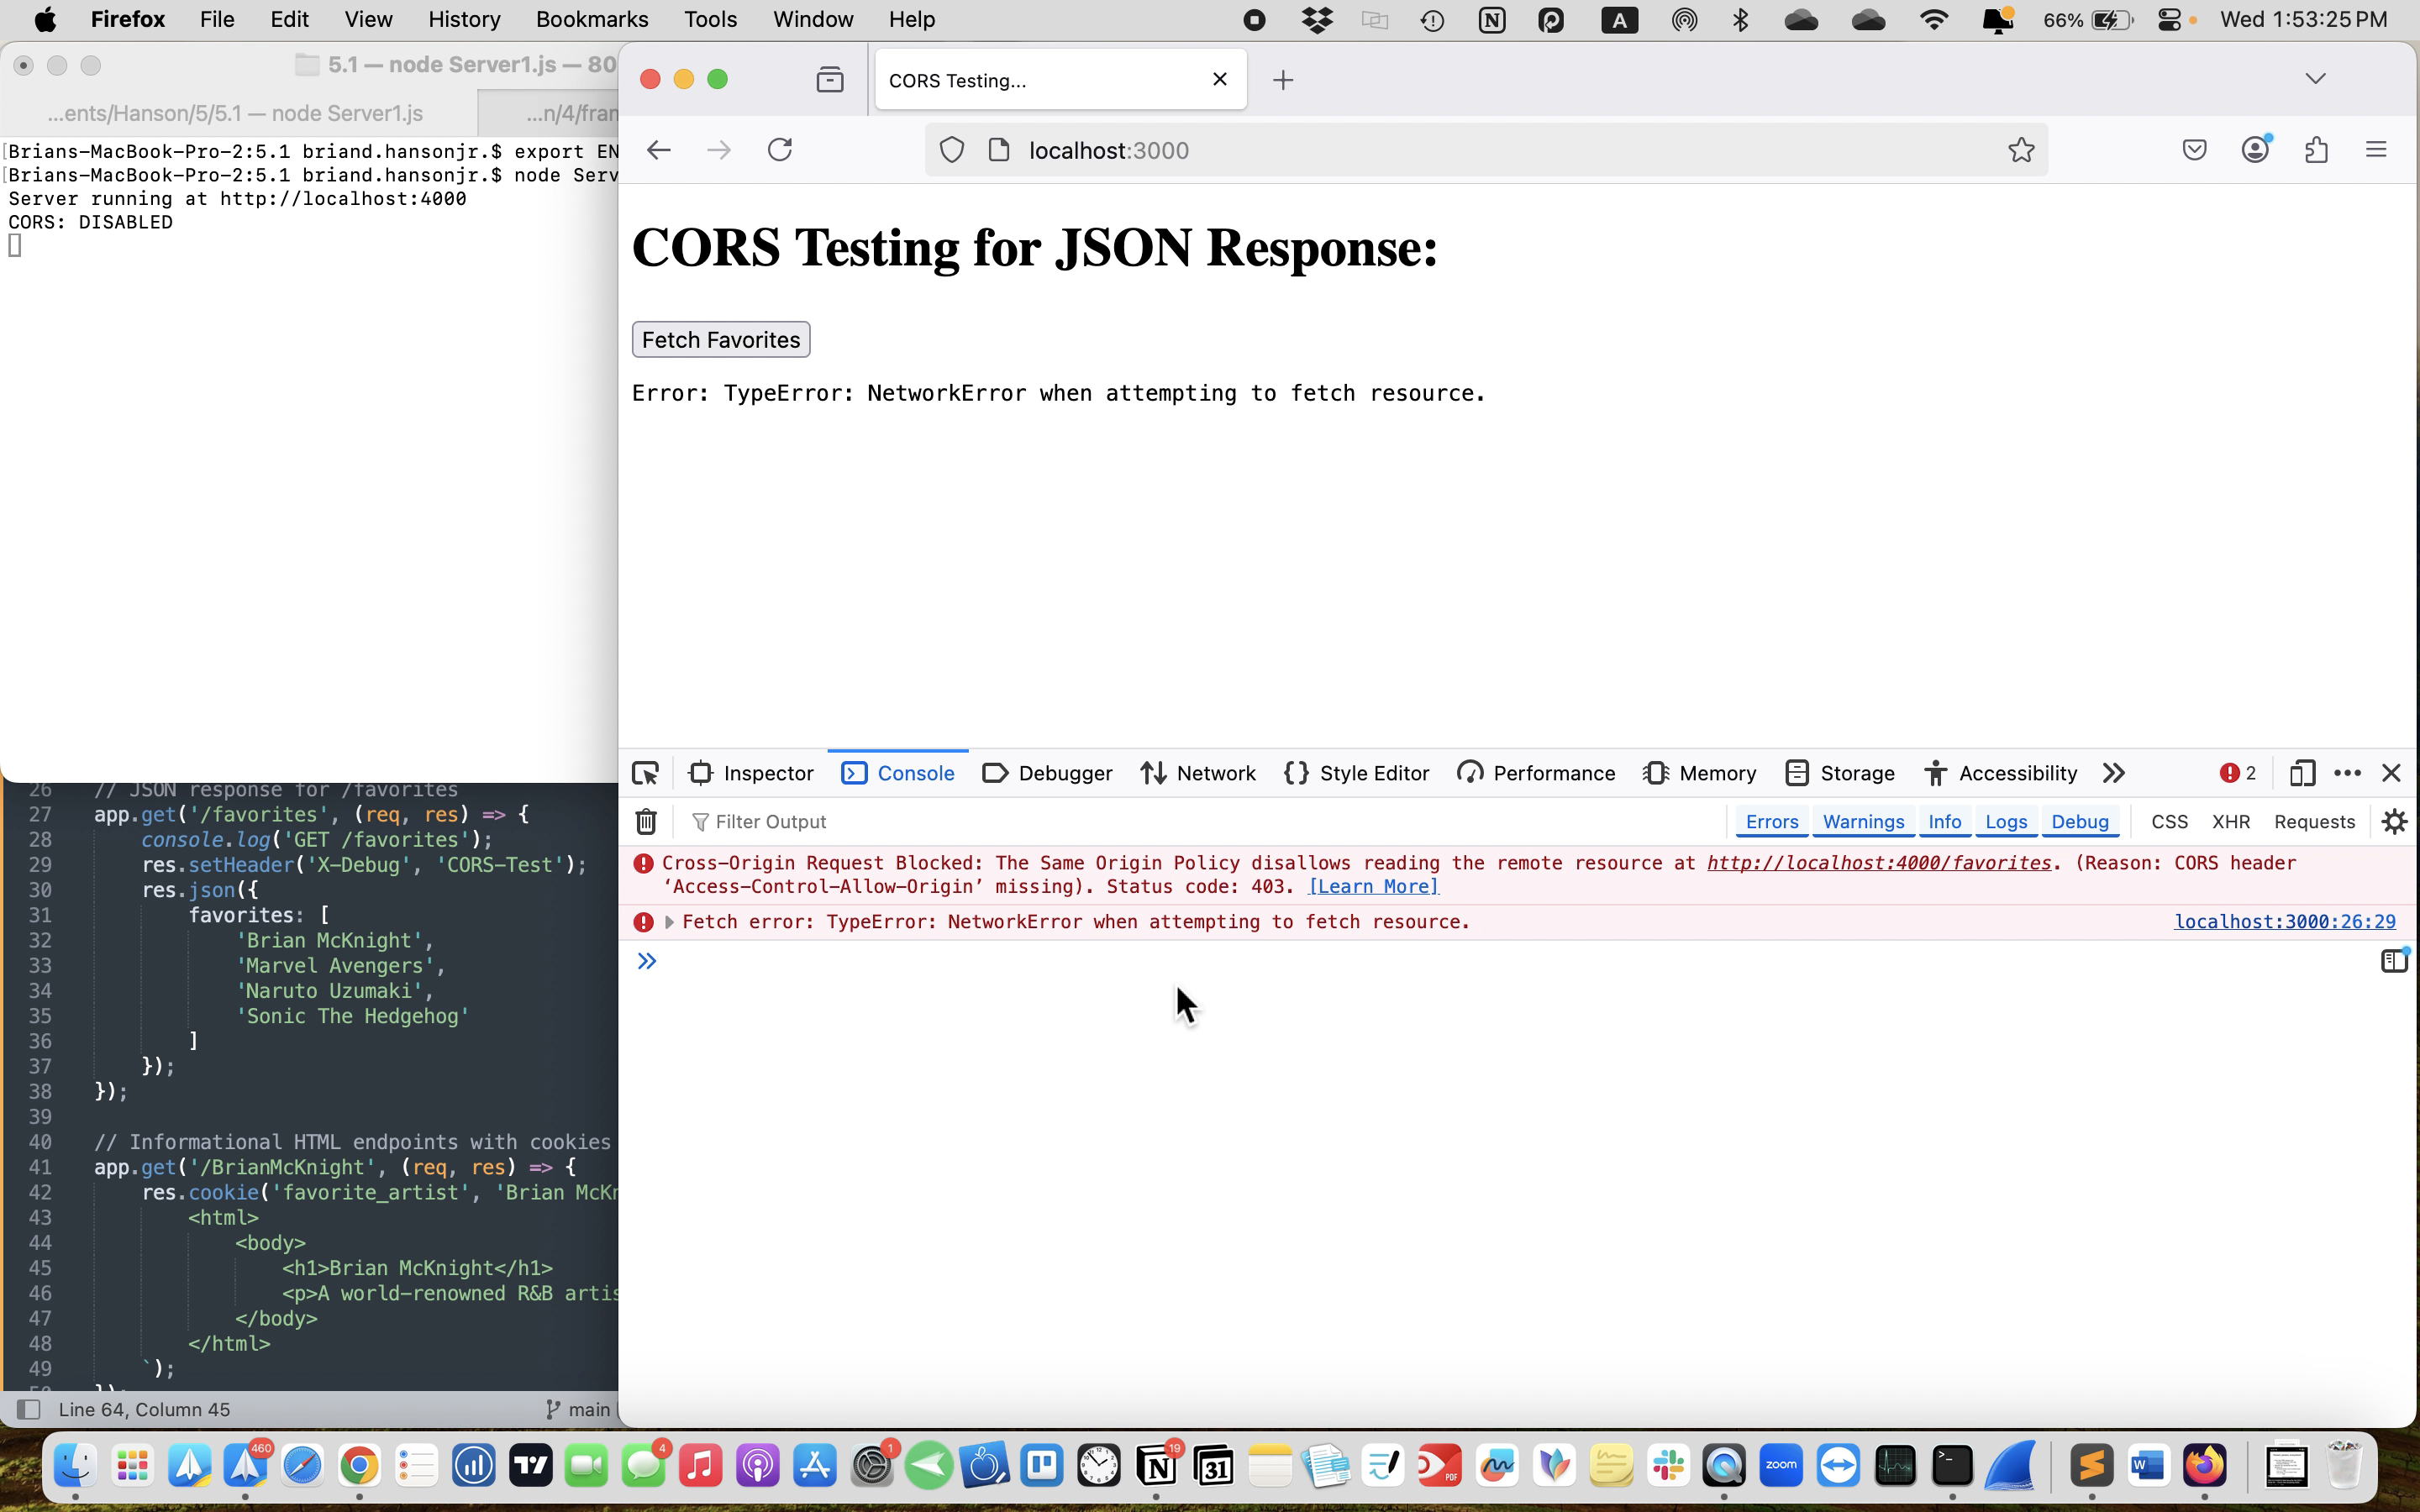 Firefox File Edit View History Bookmarks Tools Window Help 66% Wed 1:53:25 PM
5.1 — node Server1.js — 80
...ents/Hanson/5/5.1 — node Server1.js ...n/4/fran
[Brians-MacBook-Pro-2:5.1 briand.hansonjr.$ export EN
[Brians-MacBook-Pro-2:5.1 briand.hansonjr.$ node Serv
Server running at http://localhost:4000
CORS: DISABLED
CORS Testing...
localhost:3000
CORS Testing for JSON Response:
Fetch Favorites
Error: TypeError: NetworkError when attempting to fetch resource.
Inspector Console Debugger Network Style Editor Performance Memory Storage Accessibility 2
Filter Output Errors Warnings Info Logs Debug CSS XHR Requests
Cross-Origin Request Blocked: The Same Origin Policy disallows reading the remote resource at http://localhost:4000/favorites. (Reason: CORS header
‘Access-Control-Allow-Origin’ missing). Status code: 403. [Learn More]
Fetch error: TypeError: NetworkError when attempting to fetch resource. localhost:3000:26:29
26 // JSON response for /favorites
27 app.get('/favorites', (req, res) => {
28 console.log('GET /favorites');
29 res.setHeader('X-Debug', 'CORS-Test');
30 res.json({
31 favorites: [
32 'Brian McKnight',
33 'Marvel Avengers',
34 'Naruto Uzumaki',
35 'Sonic The Hedgehog'
36 ]
37 });
38 });
39
40 // Informational HTML endpoints with cookies
41 app.get('/BrianMcKnight', (req, res) => {
42 res.cookie('favorite_artist', 'Brian McKn
43 <html>
44 <body>
45 <h1>Brian McKnight</h1>
46 <p>A world-renowned R&B artis
47 </body>
48 </html>
49 `);
Line 64, Column 45 main
460 4 1 19 31 PDF zoom